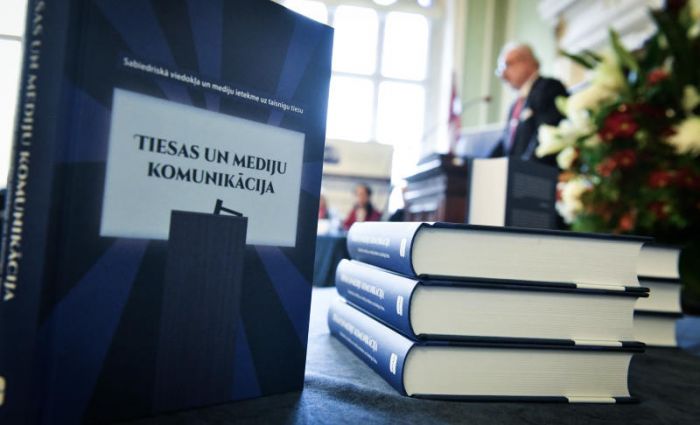 Sabiedriskā viedokļa un mediju ietekme uz taisnīgu tiesu
TIESAS UN MEDIJU
KOMUNIKĀCIJA
TIESAS UN MEDIJU KOMUNIKĀCIJA